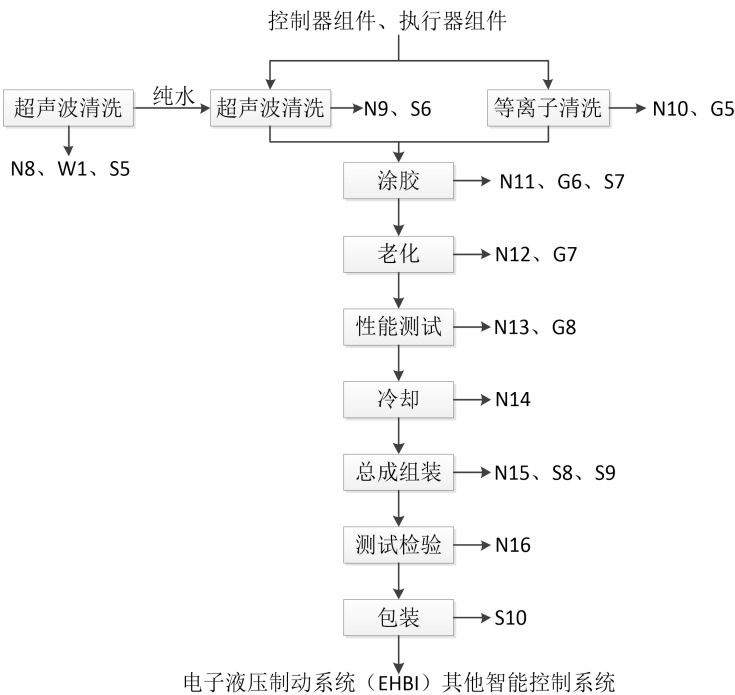 控制器组件、执行器组件
超声波清洗
纯水
超声波清洗
N9、S6
等离子清洗
N10、G5
N8、W1、S5
涂胶
N11、G6、S7
老化
N12、G7
性能测试
N13、G8
冷却
N14
总成组装
N15、S8、S9
测试检验
N16
包装
S10
电子液压制动系统（EHBI）其他智能控制系统